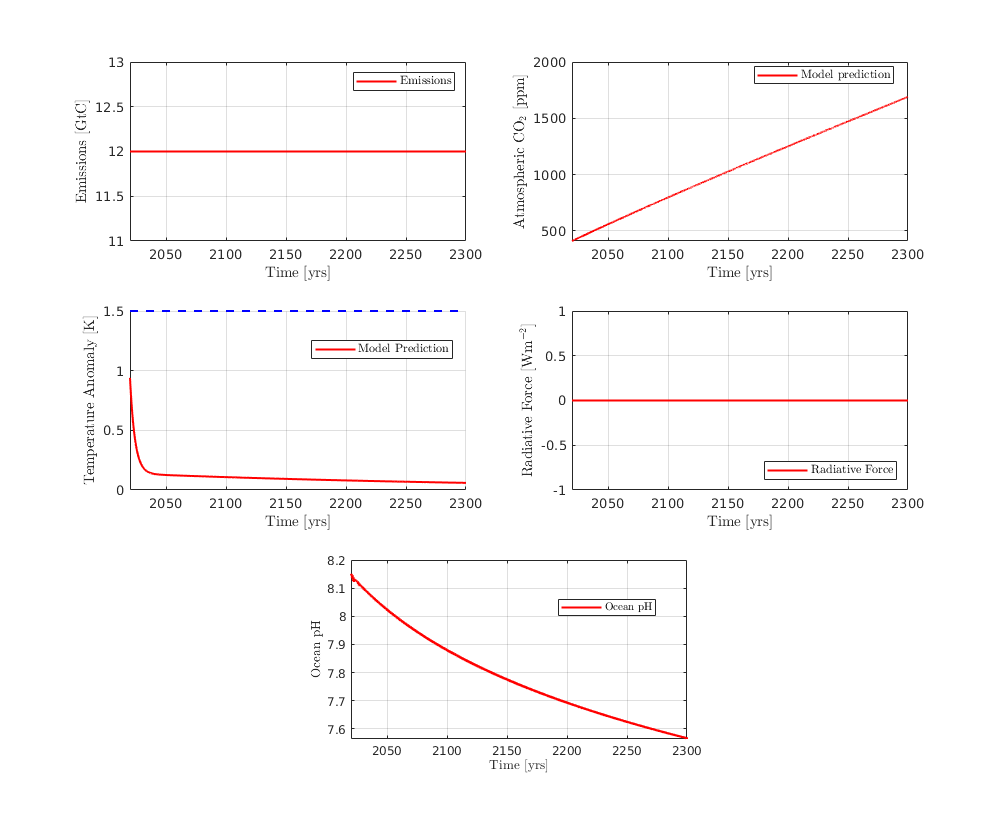 13
12.5
12
11.5
11
Emissions [GtC]
Emissions
2050 2100 2150 2200 2250 2300
Time [yrs]
2000
1500
1000
500
Atmospheric CO₂ [ppm]
Model prediction
2050 2100 2150 2200 2250 2300
Time [yrs]
1.5
1
0.5
0
Temperature Anomaly [K]
Model Prediction
2050 2100 2150 2200 2250 2300
Time [yrs]
1
0.5
0
-0.5
-1
Radiative Force [Wm⁻²]
Radiative Force
2050 2100 2150 2200 2250 2300
Time [yrs]
8.2
8.1
8
7.9
7.8
7.7
7.6
Ocean pH
Ocean pH
2050 2100 2150 2200 2250 2300
Time [yrs]